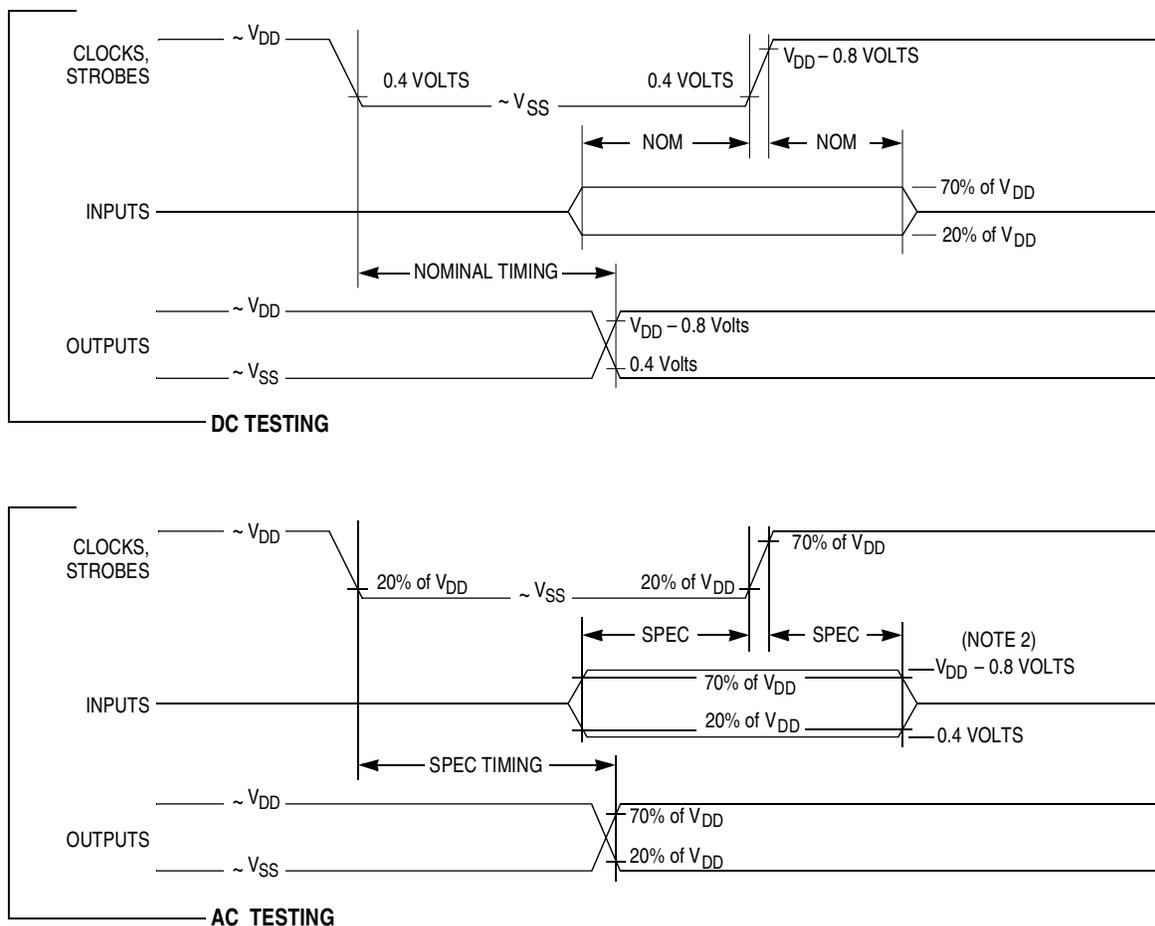 CLOCKS,
STROBES
~ VDD
0.4 VOLTS
~ VSS
0.4 VOLTS
VDD – 0.8 VOLTS
NOM
NOM
INPUTS
70% of VDD
20% of VDD
NOMINAL TIMING
OUTPUTS
~ VDD
~ VSS
VDD – 0.8 Volts
0.4 Volts
DC TESTING
CLOCKS,
STROBES
~ VDD
20% of VDD
~ VSS
20% of VDD
70% of VDD
SPEC
SPEC
(NOTE 2)
VDD – 0.8 VOLTS
INPUTS
70% of VDD
20% of VDD
0.4 VOLTS
SPEC TIMING
OUTPUTS
~ VDD
~ VSS
70% of VDD
20% of VDD
AC TESTING